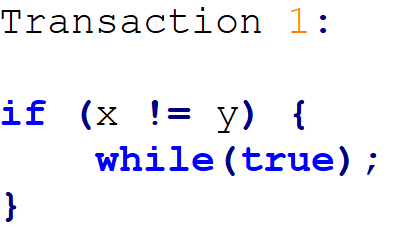 Transaction 1:
if (x != y) {
    while(true);
}